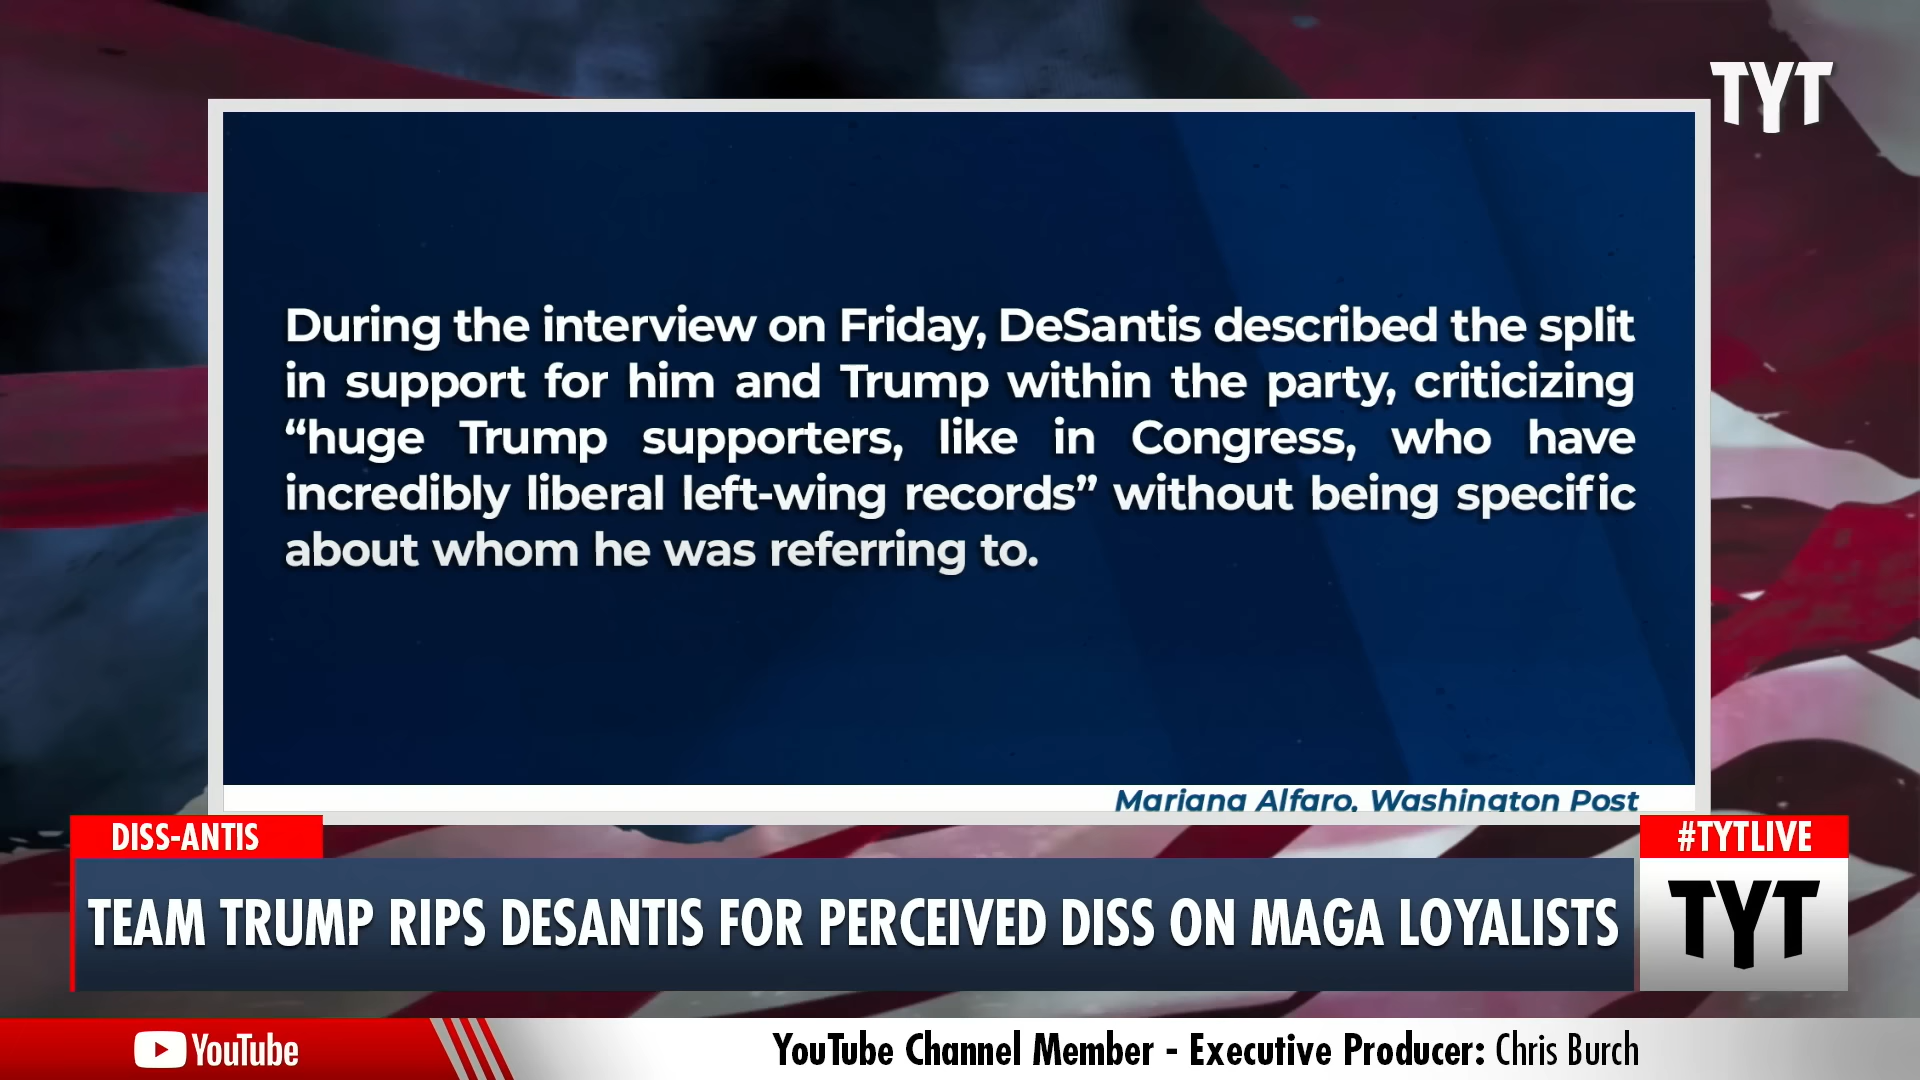 TYT
During the interview on Friday, DeSantis described the split
in support for him and Trump within the party, criticizing
“huge Trump supporters, like in Congress, who have
incredibly liberal left-wing records” without being specific
about whom he was referring to.
Mariana Alfaro, Washington Post
DISS-ANTIS
#TYTLIVE
TEAM TRUMP RIPS DESANTIS FOR PERCEIVED DISS ON MAGA LOYALISTS
TYT
YouTube
YouTube Channel Member - Executive Producer: Chris Burch